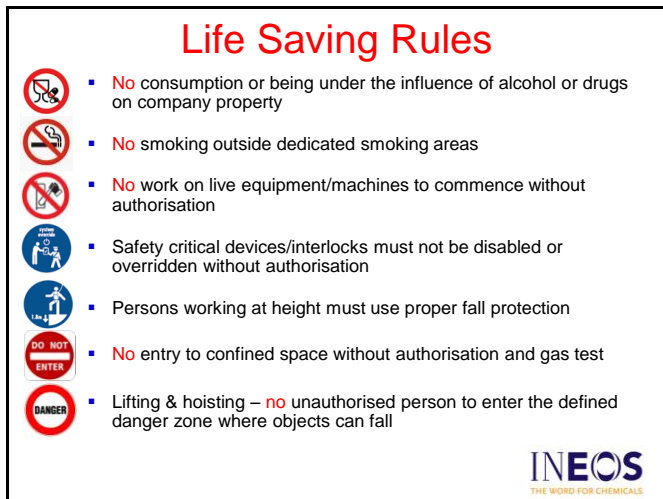 Life Saving Rules
No consumption or being under the influence of alcohol or drugs
on company property
No smoking outside dedicated smoking areas
No work on live equipment/machines to commence without
authorisation
system
override
Safety critical devices/interlocks must not be disabled or
overridden without authorisation
1.8m
Persons working at height must use proper fall protection
DO NOT
ENTER
No entry to confined space without authorisation and gas test
DANGER
Lifting & hoisting – no unauthorised person to enter the defined
danger zone where objects can fall
INEOS
THE WORD FOR CHEMICALS